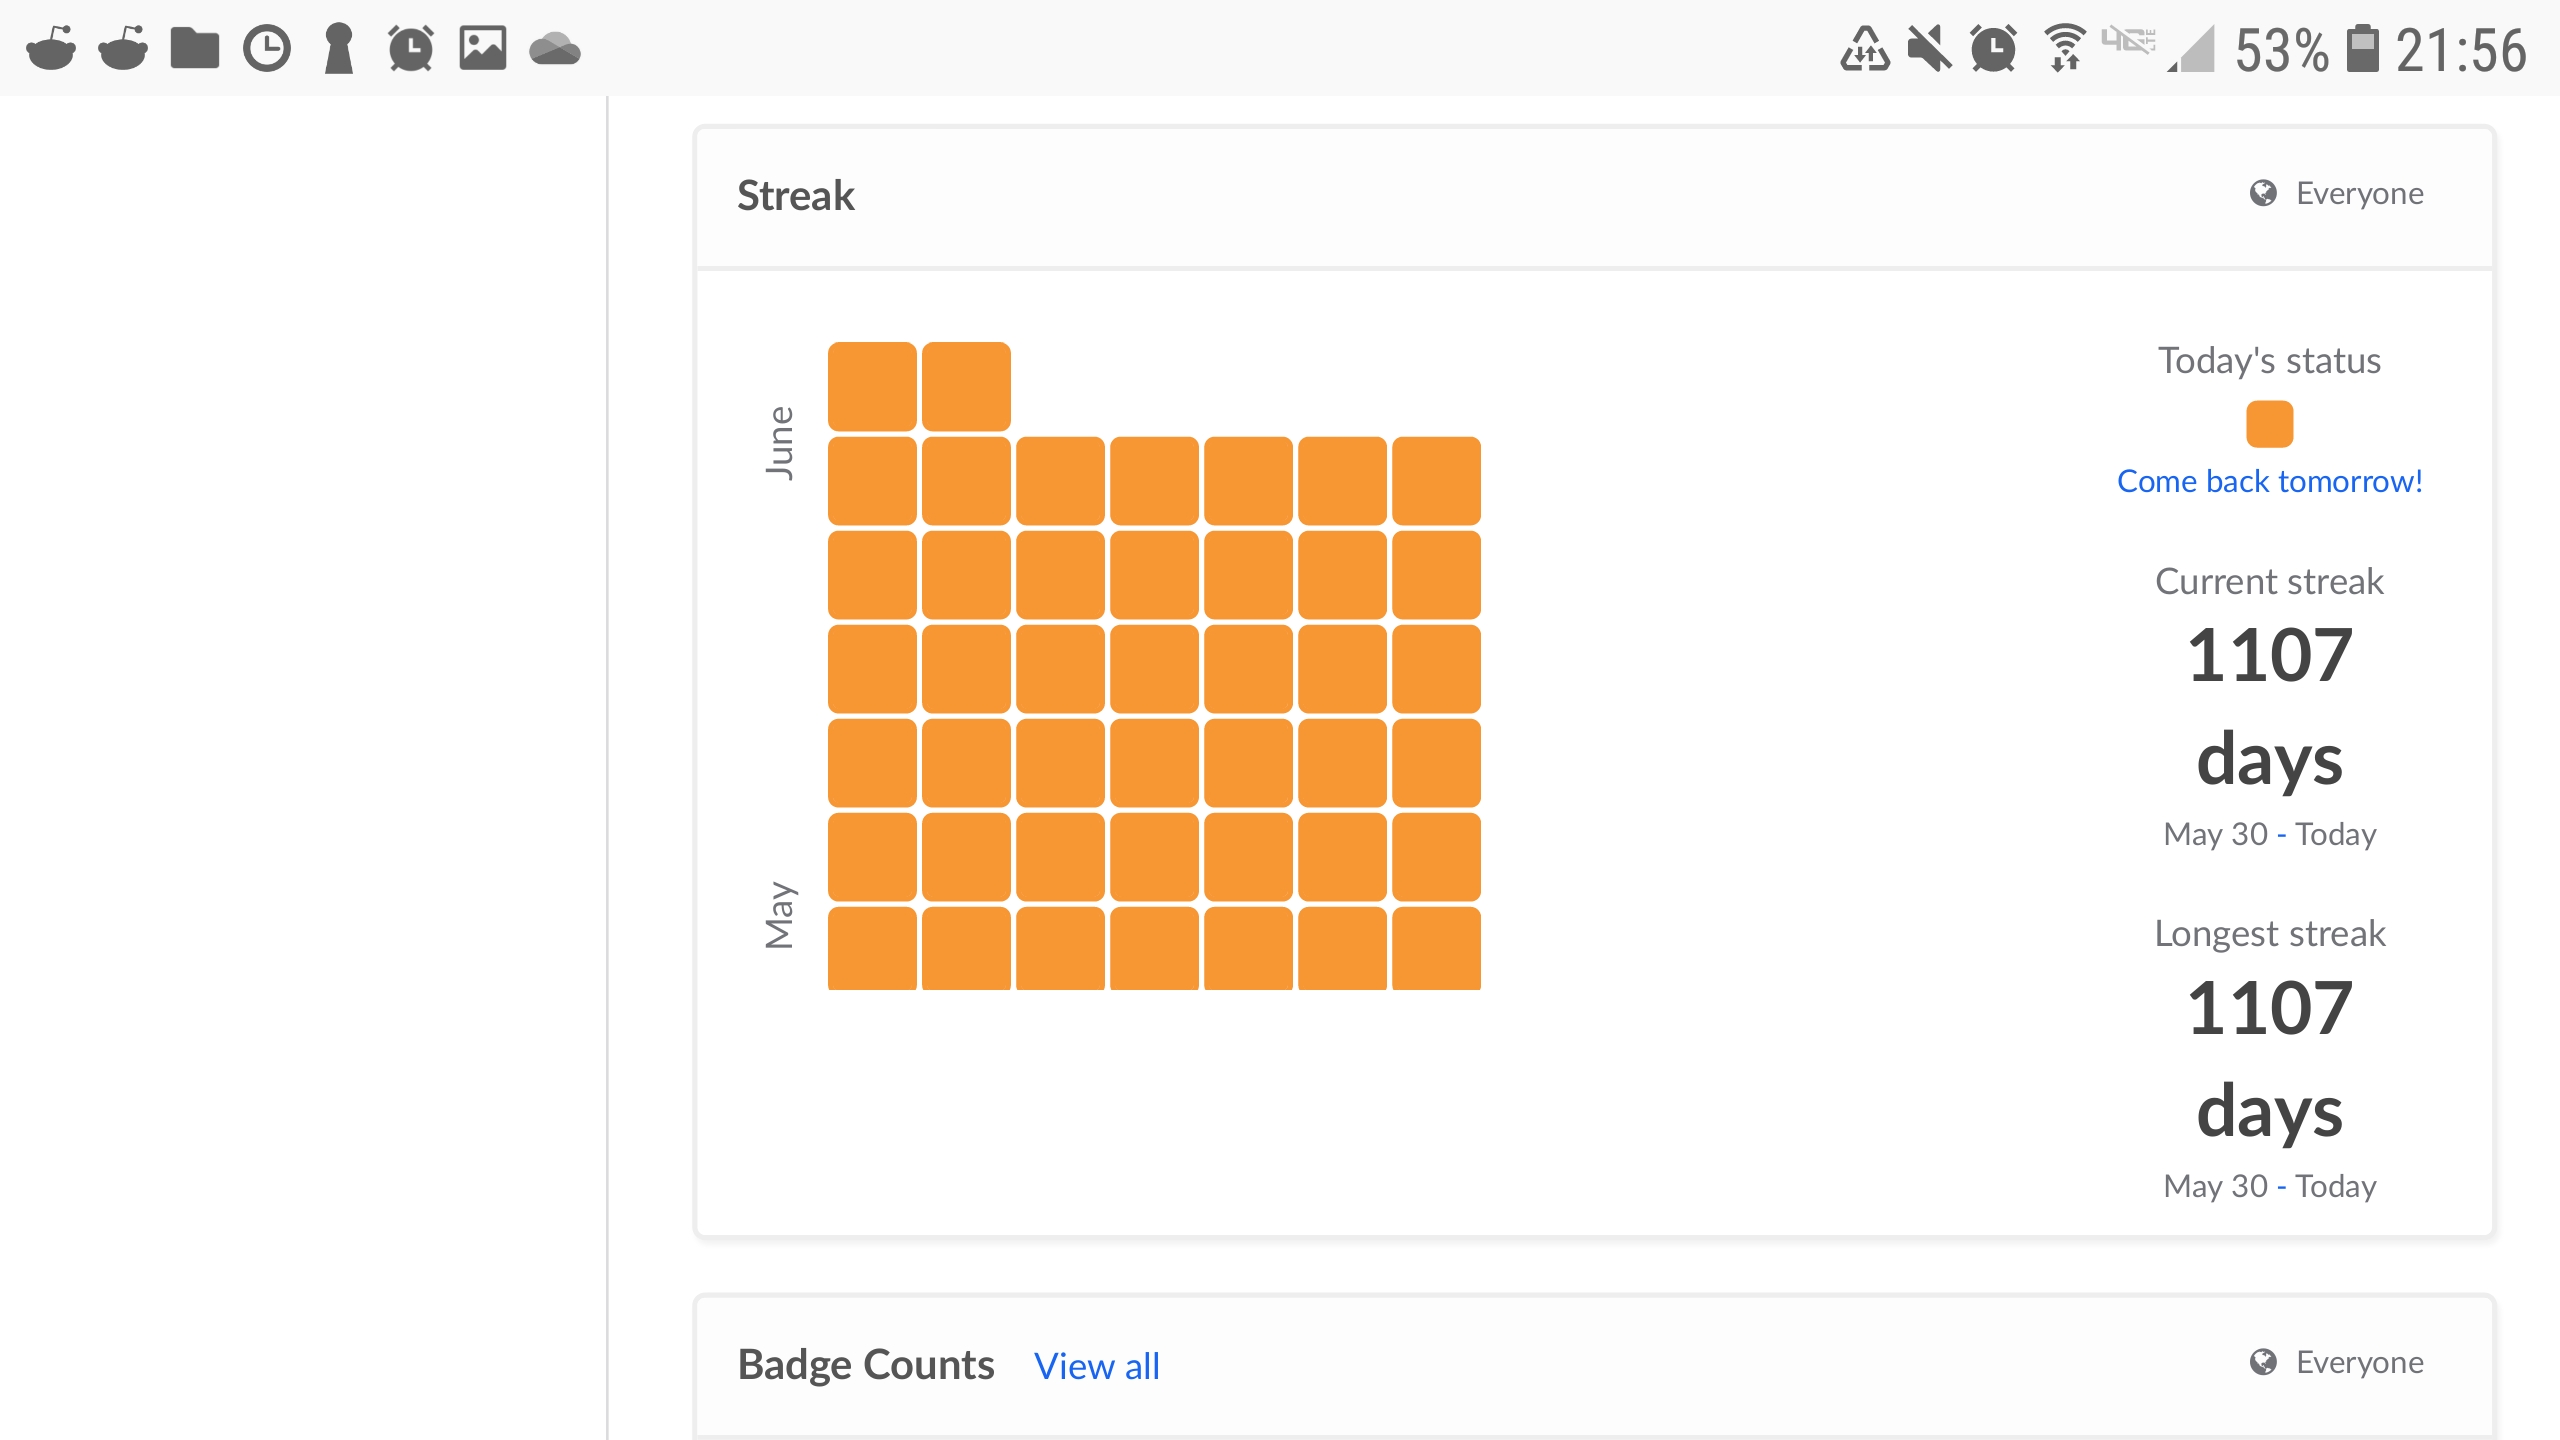 53% 21:56
Streak
Everyone
June
May
Today's status
Come back tomorrow!
Current streak
1107
days
May 30 - Today
Longest streak
1107
days
May 30 - Today
Badge Counts View all
Everyone